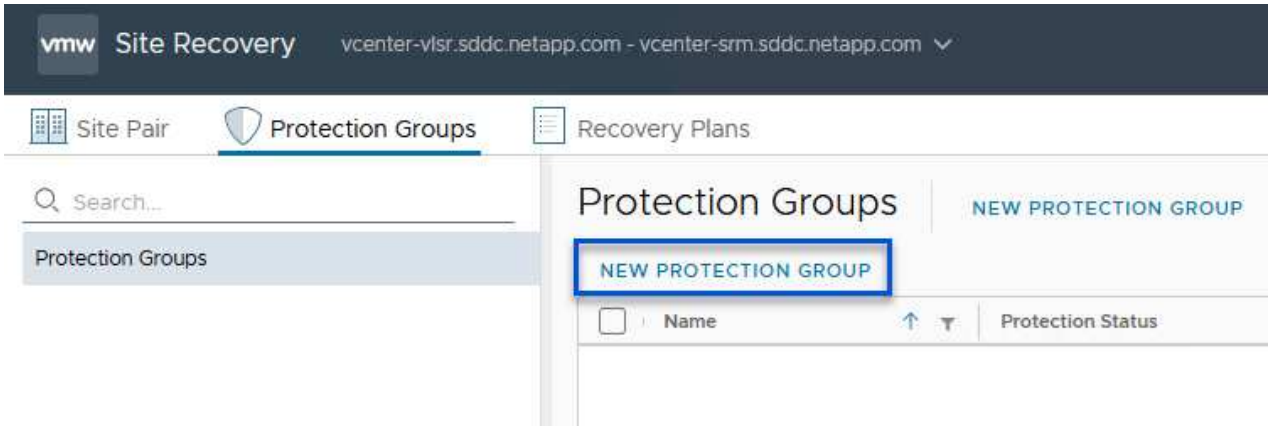 vmw Site Recovery vcenter-vlsr.sddc.netapp.com - vcenter-srm.sddc.netapp.com
Site Pair Protection Groups Recovery Plans
Search...
Protection Groups
Protection Groups NEW PROTECTION GROUP
NEW PROTECTION GROUP
Name Protection Status